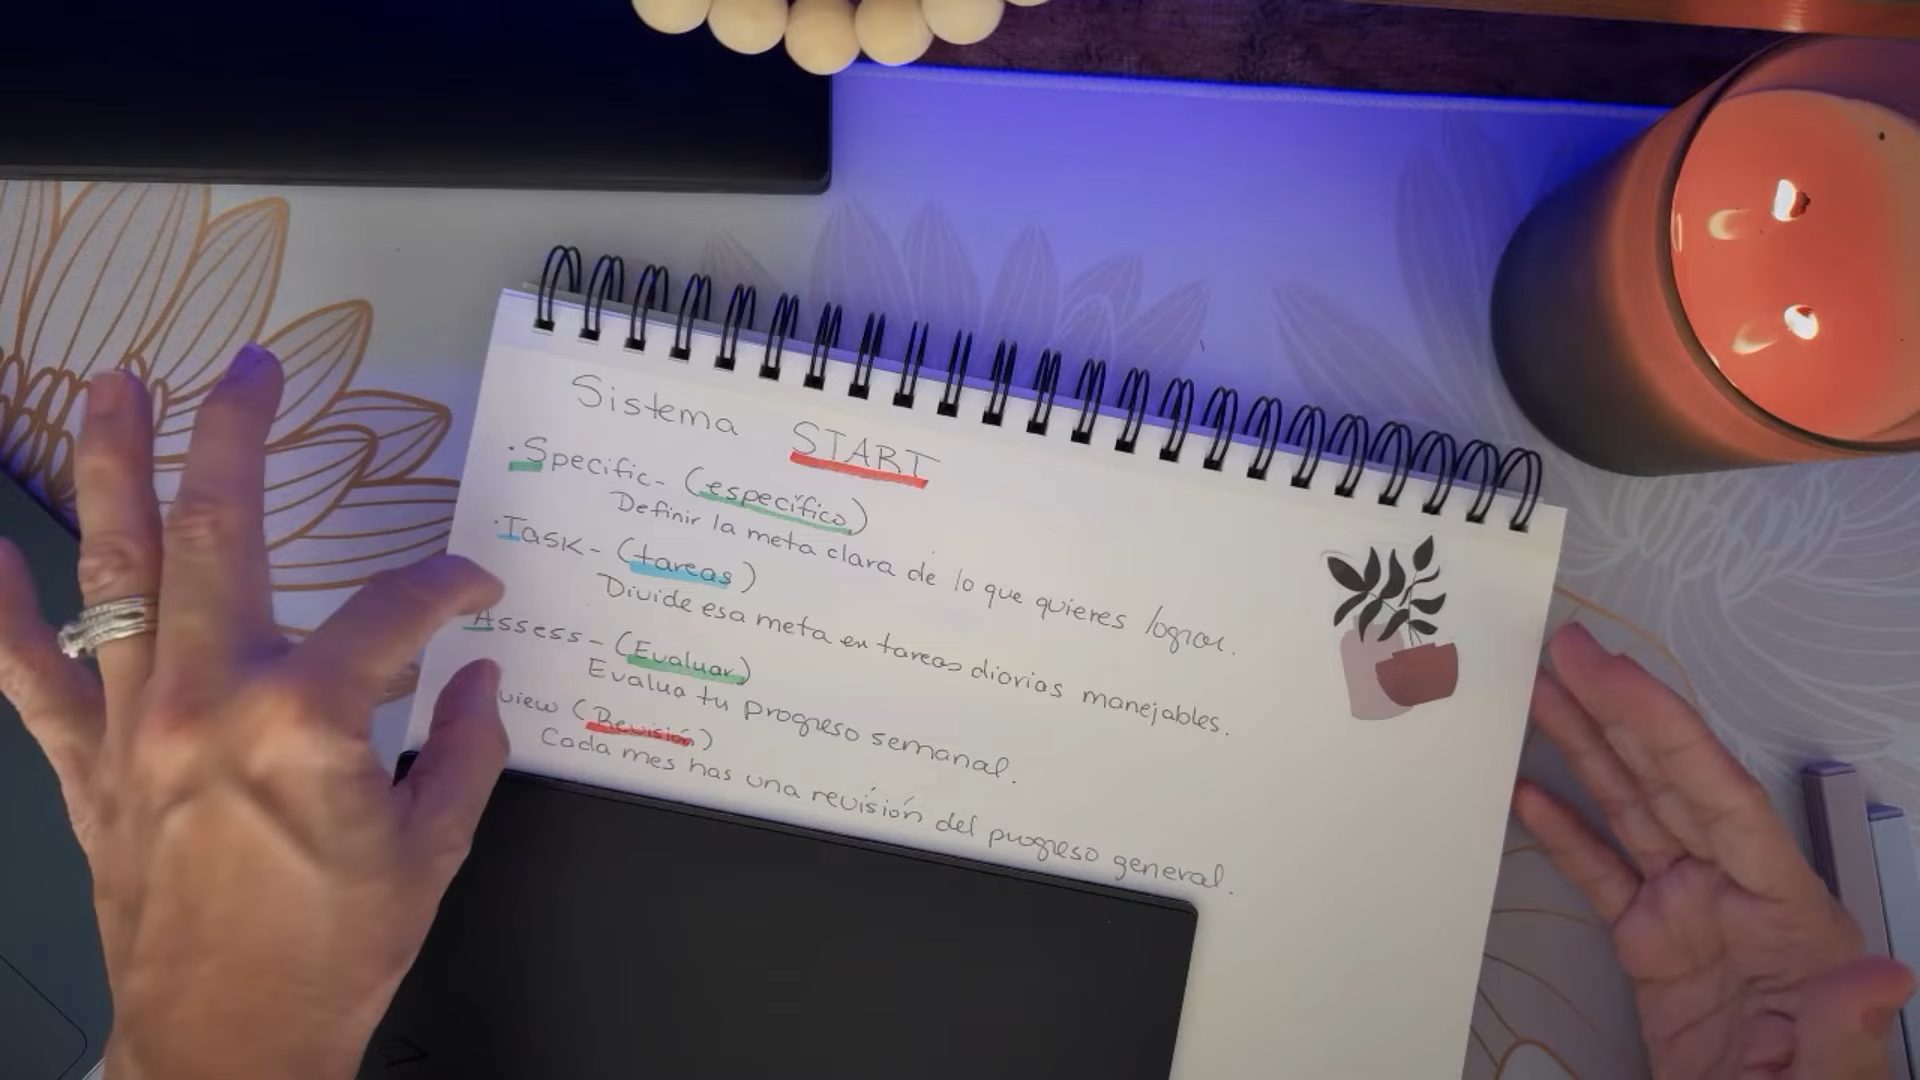 Sistema START
· Specific - (específico)
Definir la meta clara de lo que quieres lograr.
· Task - (tareas)
Divide esa meta en tareas diarias manejables.
Assess - (Evaluar)
Evalua tu progreso semanal.
view (Revisión)
Cada mes has una revisión del progreso general.